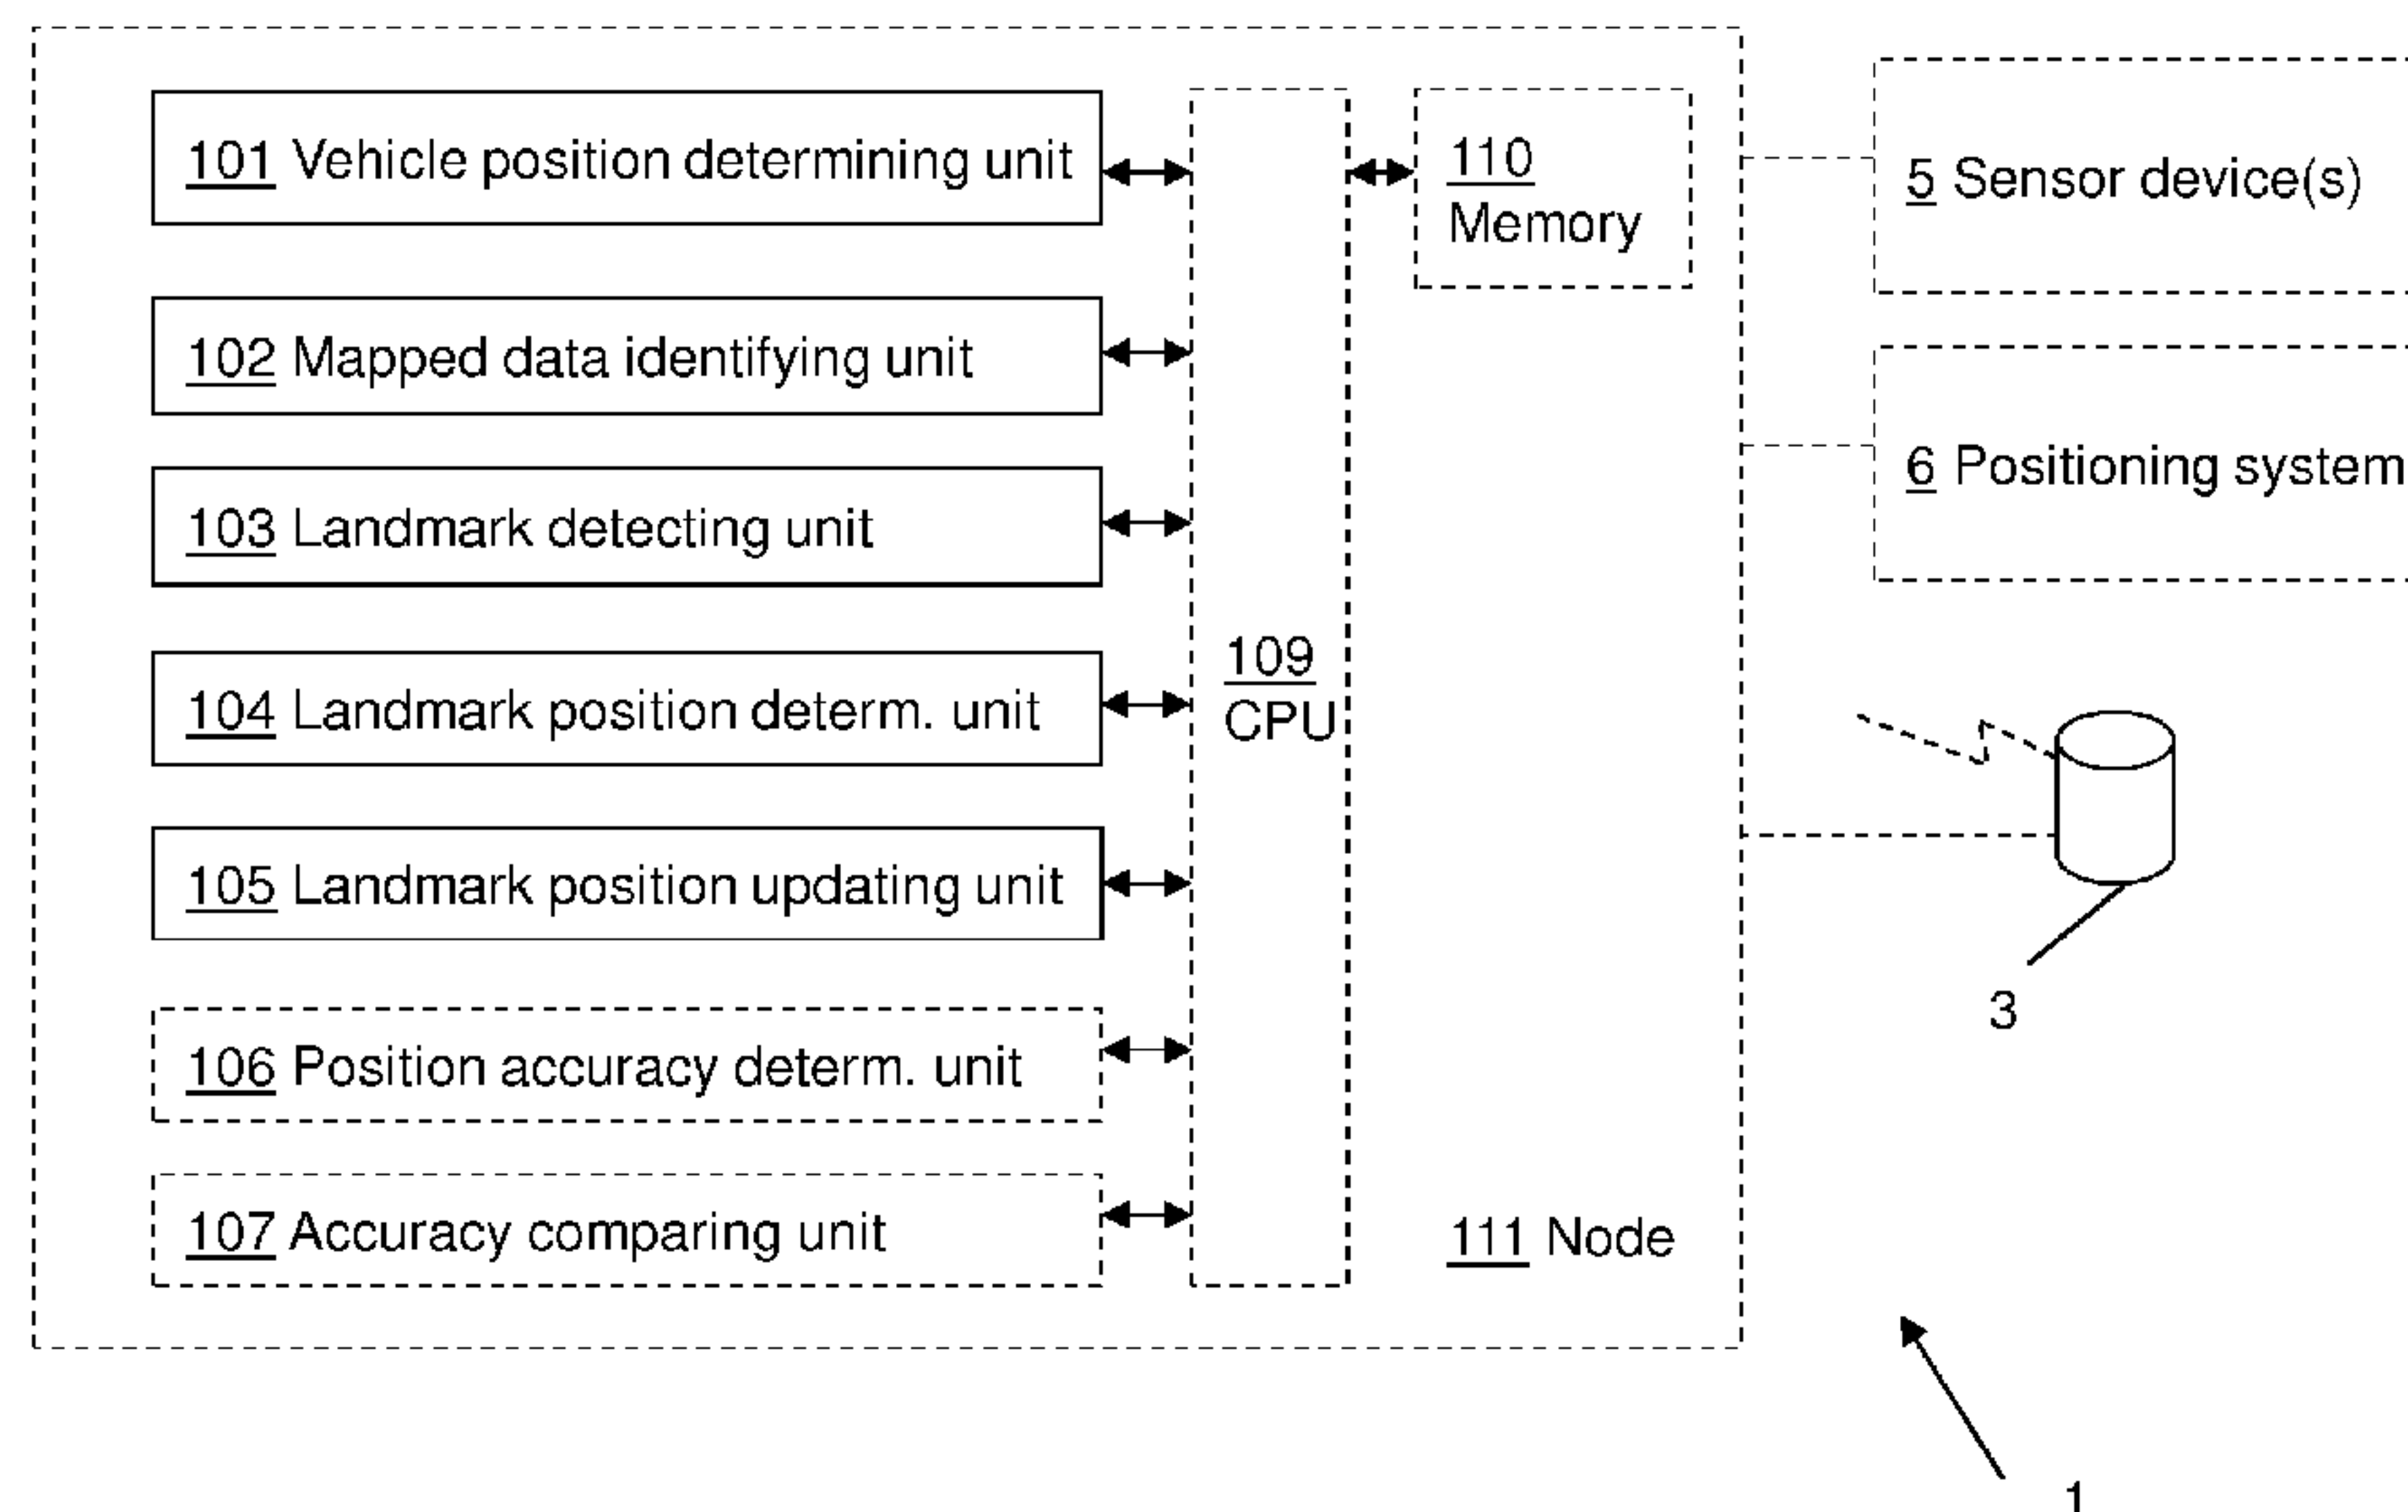 101 Vehicle position determining unit
102 Mapped data identifying unit
103 Landmark detecting unit
104 Landmark position determ. unit
105 Landmark position updating unit
106 Position accuracy determ. unit
107 Accuracy comparing unit
109
CPU
110
Memory
111 Node
5 Sensor device(s)
6 Positioning system
3
1